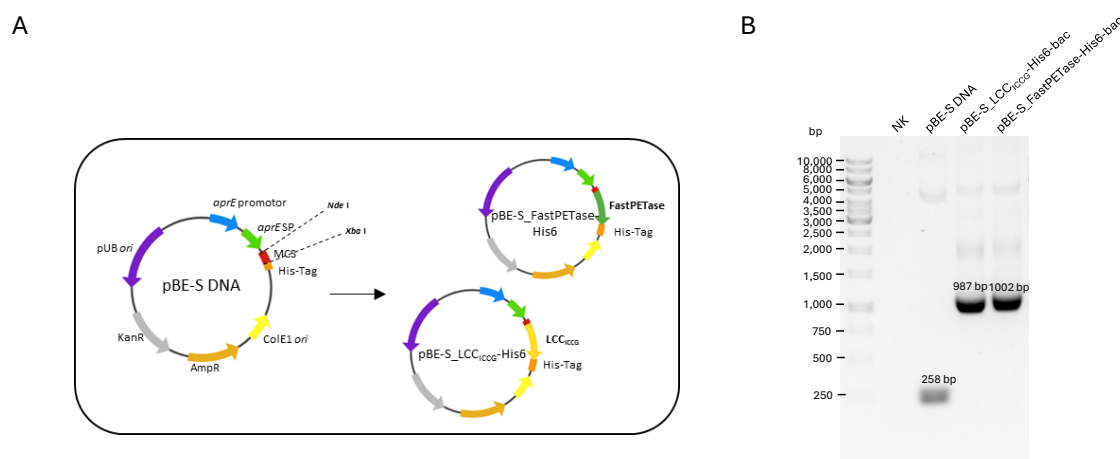 A
aprE promotor
aprE SP
Nde I
Xba I
MCS
His-Tag
pUB ori
pBE-S DNA
KanR
AmpR
ColE1 ori
pBE-S_FastPETase-
His6
FastPETase
His-Tag
pBE-S_LCCICCG-His6
LCCICCG
His-Tag
B
NK
pBE-S DNA
pBE-S_LCCICCG-His6-bac
pBE-S_FastPETase-His6-bac
bp
10,000
8,000
6,000
5,000
4,000
3,500
3,000
2,500
2,000
1,500
1,000
750
500
250
987 bp
1002 bp
258 bp